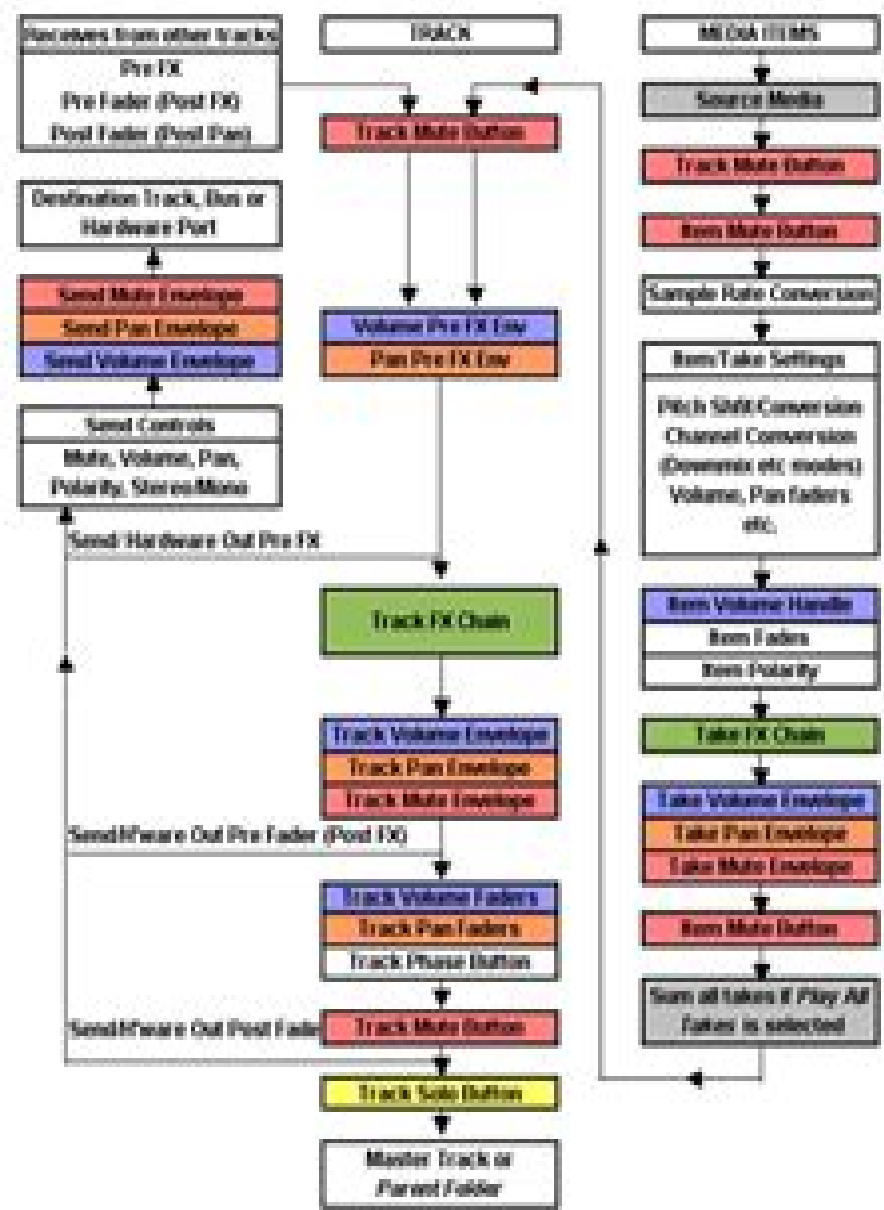 Receives from other tracks
Pre FX
Pre Fader (Post FX)
Post Fader (Post Pan)
Destination Track, Bus or
Hardware Port
Send Mute Envelope
Send Pan Envelope
Send Volume Envelope
Send Controls
Mute, Volume, Pan,
Polarity, Stereo/Mono
Send/Hardware Out Pre FX
Send/H'ware Out Pre Fader (Post FX)
Send/H'ware Out Post Fader
TRACK
Track Mute Button
Volume Pre FX Env
Pan Pre FX Env
Track FX Chain
Track Volume Envelope
Track Pan Envelope
Track Mute Envelope
Track Volume Faders
Track Pan Faders
Track Phase Button
Track Mute Button
Track Solo Button
Master Track or
Parent Folder
MEDIA ITEMS
Source Media
Track Mute Button
Item Mute Button
Sample Rate Conversion
Item/Take Settings
Pitch Shfit/Conversion
Channel Comversion
(Downmix etc modes)
Volume, Pan faders
etc.
Item Volume Handle
Item Fades
Item Polarity
Take FX Chain
Take Volume Envelope
Take Pan Envelope
Take Mute Envelope
Item Mute Button
Sum all takes if Play All
Takes is selected